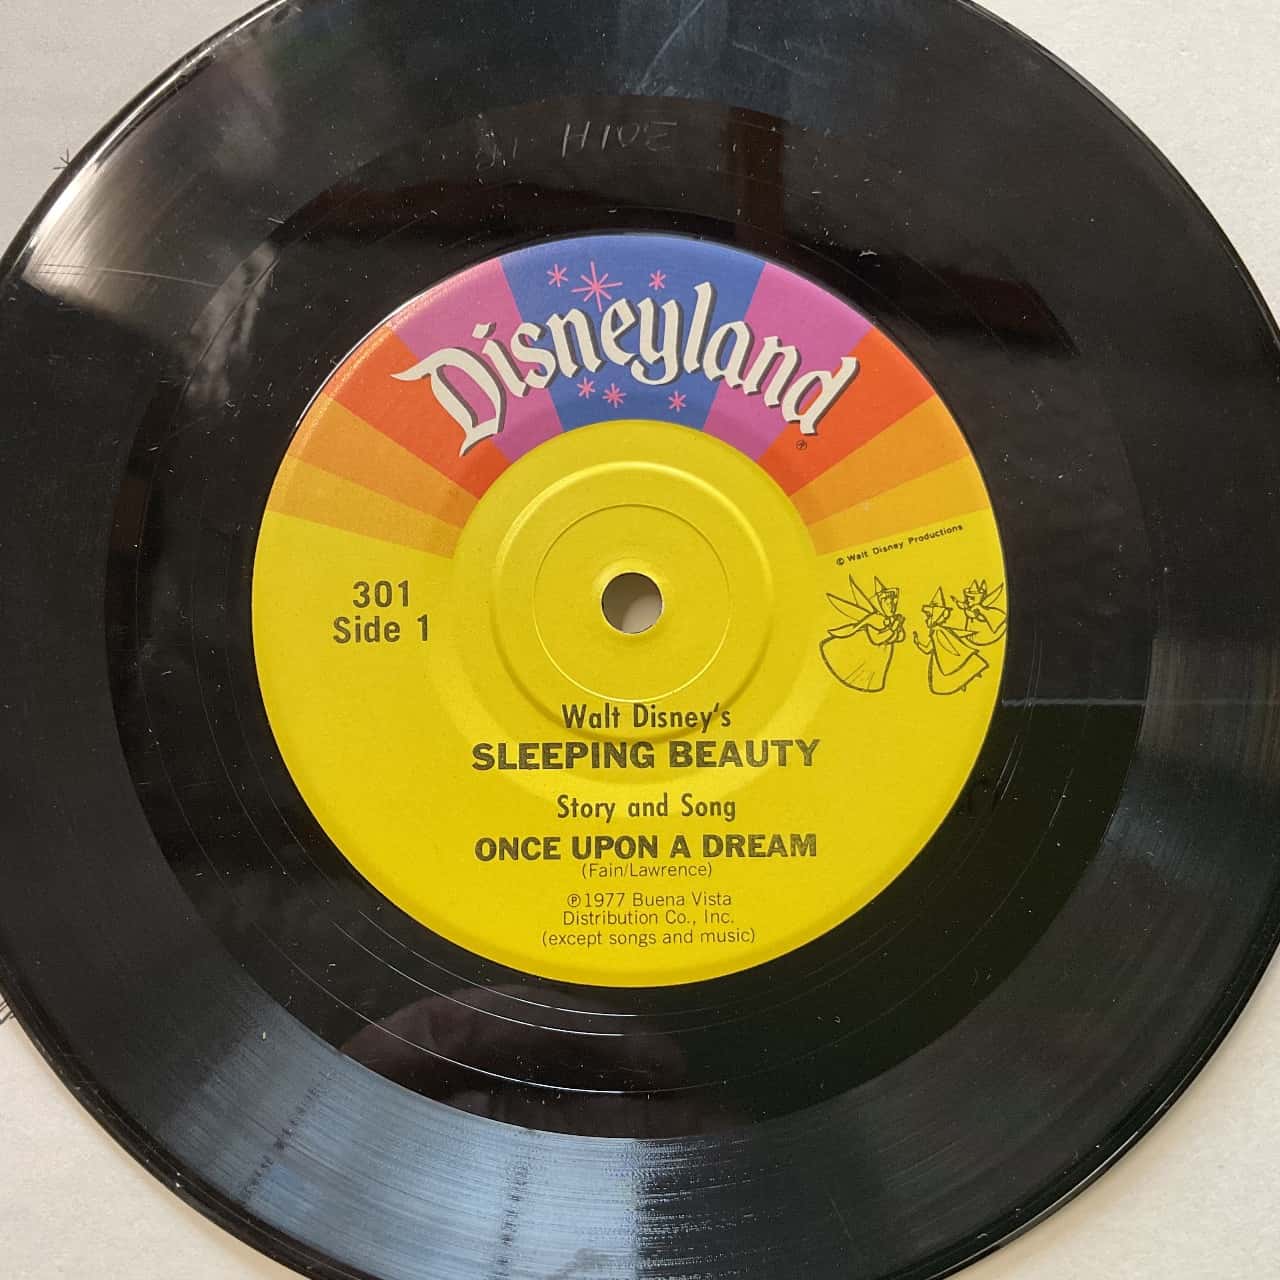 Disneyland
®
© Walt Disney Productions
301
Side 1
Walt Disney's
SLEEPING BEAUTY
Story and Song
ONCE UPON A DREAM
(Fain/Lawrence)
℗ 1977 Buena Vista
Distribution Co., Inc.
(except songs and music)